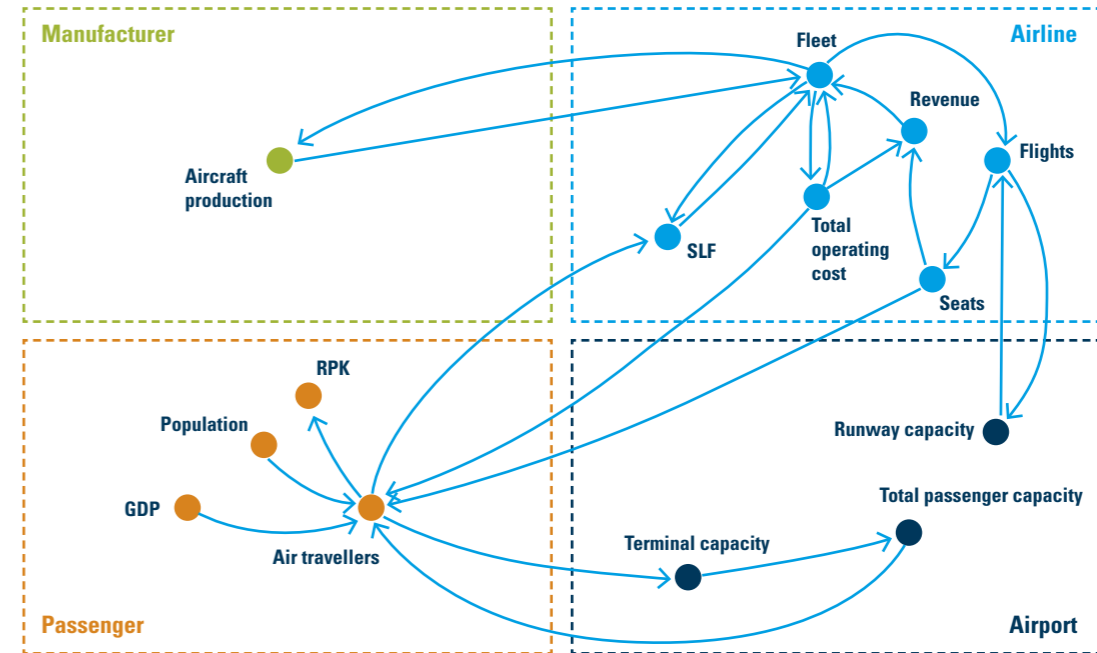 Manufacturer
Airline
Fleet
Revenue
Flights
Aircraft
production
SLF
Total
operating
cost
Seats
RPK
Population
GDP
Air travellers
Runway capacity
Total passenger capacity
Terminal capacity
Passenger
Airport